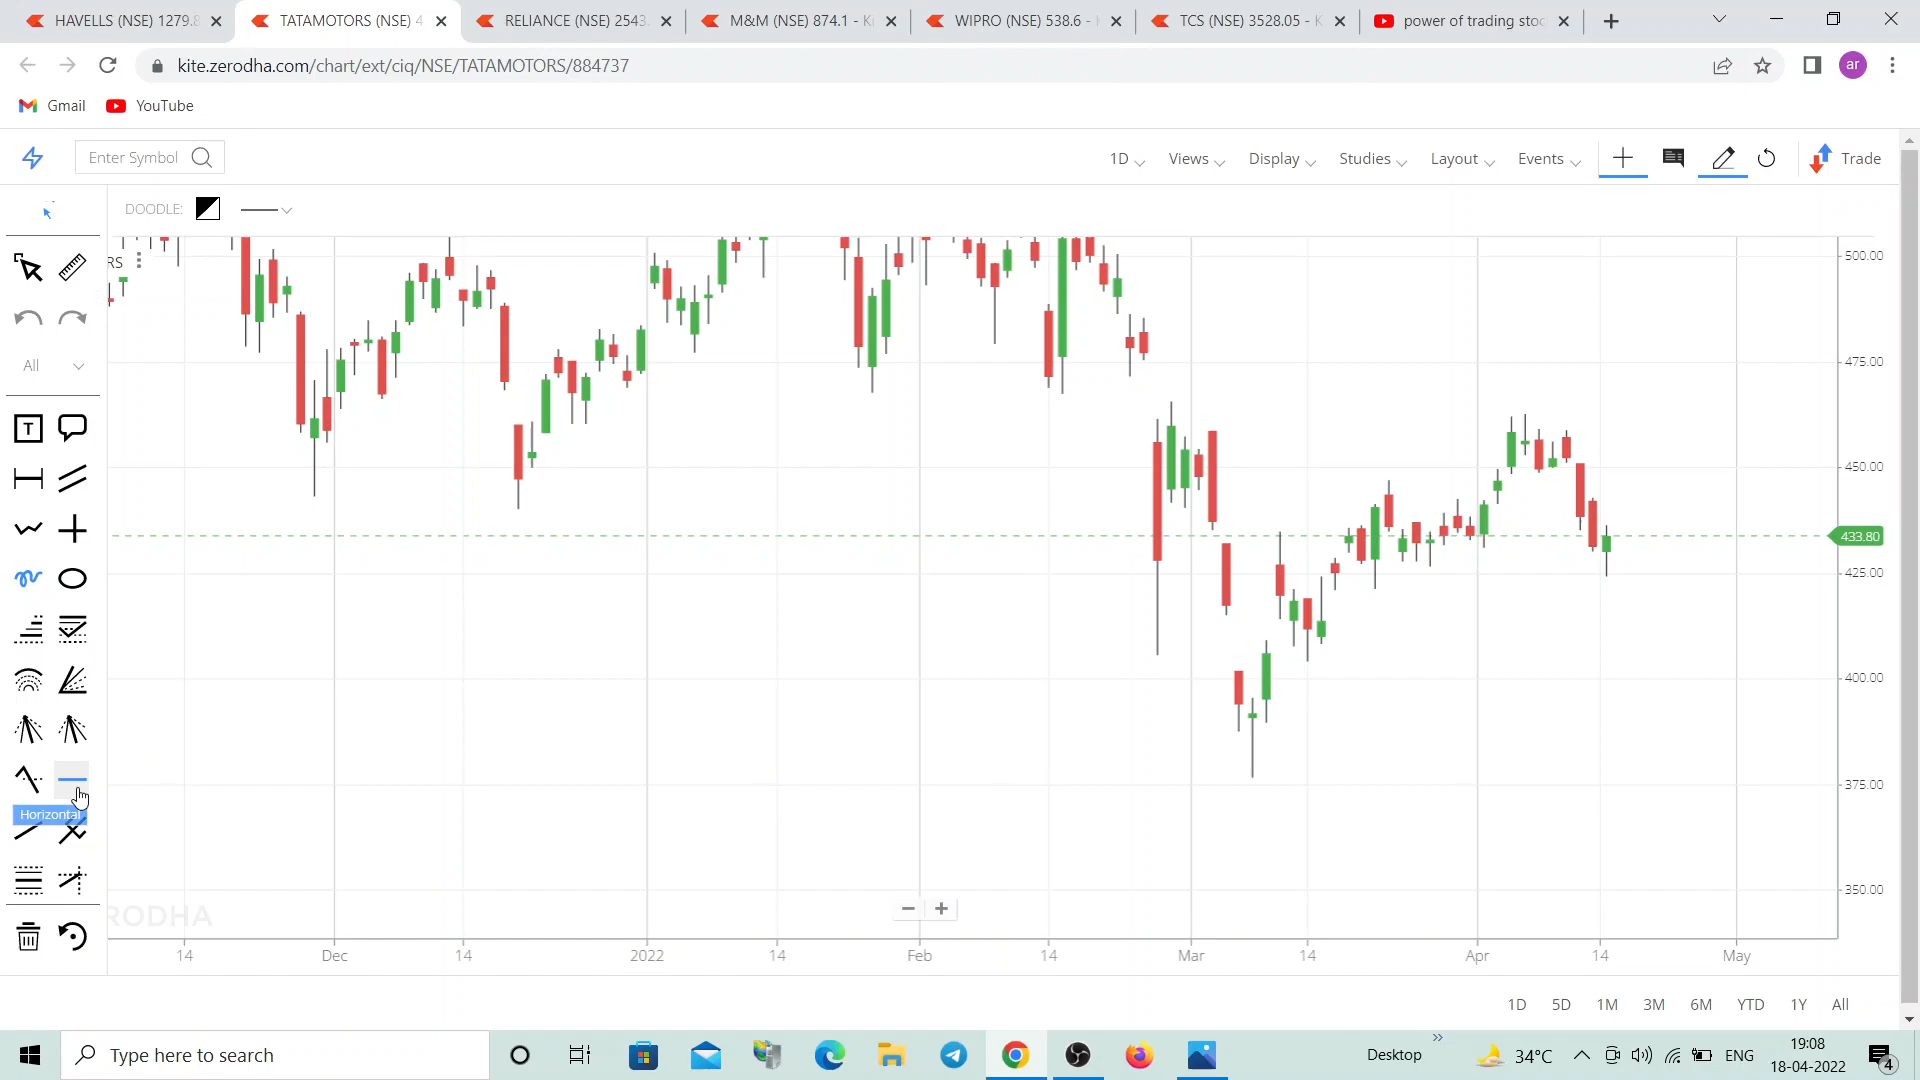 HAVELLS (NSE) 1279.8
TATAMOTORS (NSE) 4
RELIANCE (NSE) 2543.
M&M (NSE) 874.1 - Ki
WIPRO (NSE) 538.6 -
TCS (NSE) 3528.05 - K
power of trading stoc
kite.zerodha.com/chart/ext/ciq/NSE/TATAMOTORS/884737
ar
Gmail
YouTube
Enter Symbol
1D
Views
Display
Studies
Layout
Events
Trade
DOODLE:
RS
All
T
Horizontal
500.00
475.00
450.00
433.80
425.00
400.00
375.00
350.00
RODHA
14
Dec
14
2022
14
Feb
14
Mar
14
Apr
14
May
1D
5D
1M
3M
6M
YTD
1Y
All
Type here to search
Desktop
34°C
ENG
19:08
18-04-2022
4